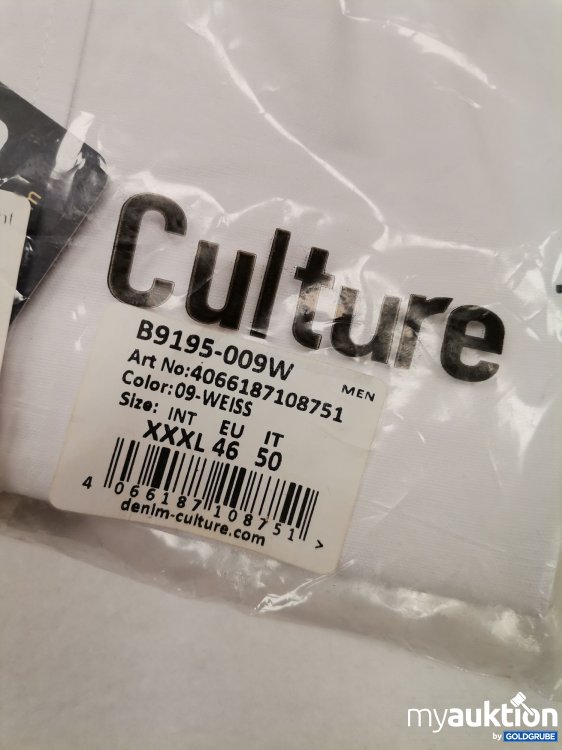 Culture
B9195-009W
MEN
Art No:4066187108751
Color:09-WEISS
Size: INT EU IT
XXXL 46 50
4 066187 108751 >
denim-culture.com
myauktion
by GOLDGRUBE